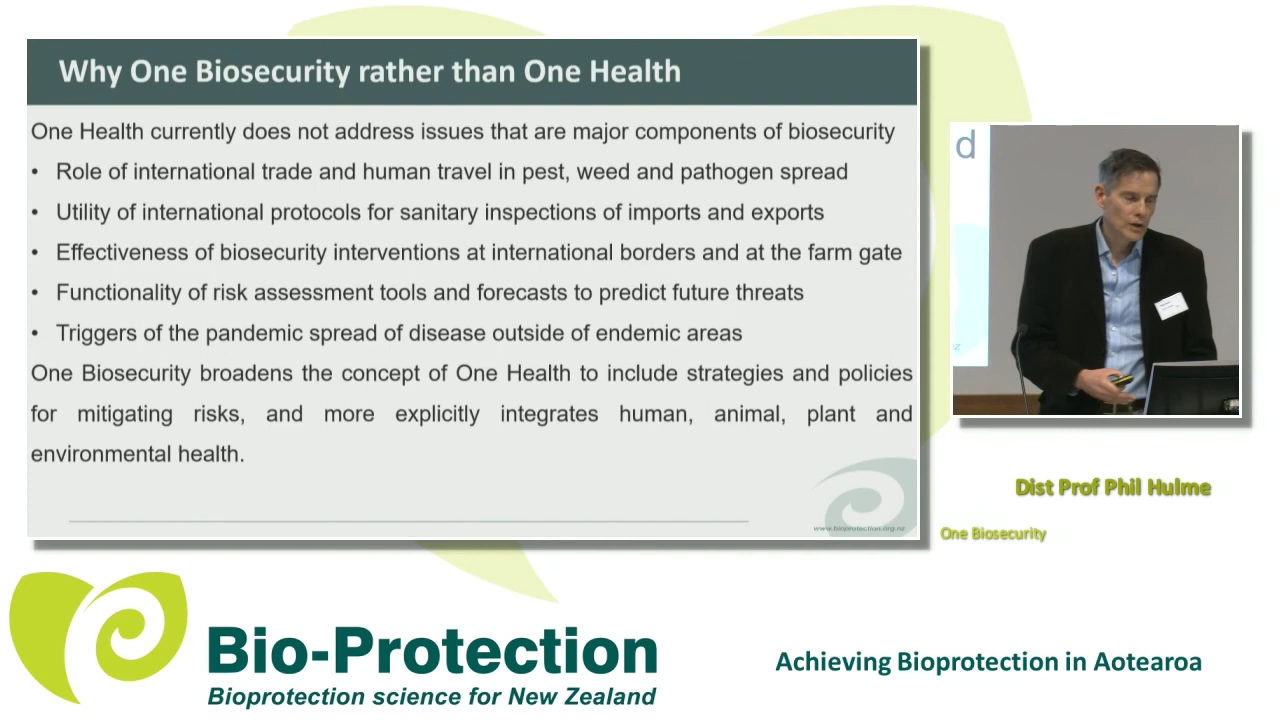 Why One Biosecurity rather than One Health
One Health currently does not address issues that are major components of biosecurity
• Role of international trade and human travel in pest, weed and pathogen spread
• Utility of international protocols for sanitary inspections of imports and exports
• Effectiveness of biosecurity interventions at international borders and at the farm gate
• Functionality of risk assessment tools and forecasts to predict future threats
• Triggers of the pandemic spread of disease outside of endemic areas
One Biosecurity broadens the concept of One Health to include strategies and policies
for mitigating risks, and more explicitly integrates human, animal, plant and
environmental health.
www.bioprotection.org.nz
d
Dist Prof Phil Hulme
One Biosecurity
Bio-Protection
Bioprotection science for New Zealand
Achieving Bioprotection in Aotearoa